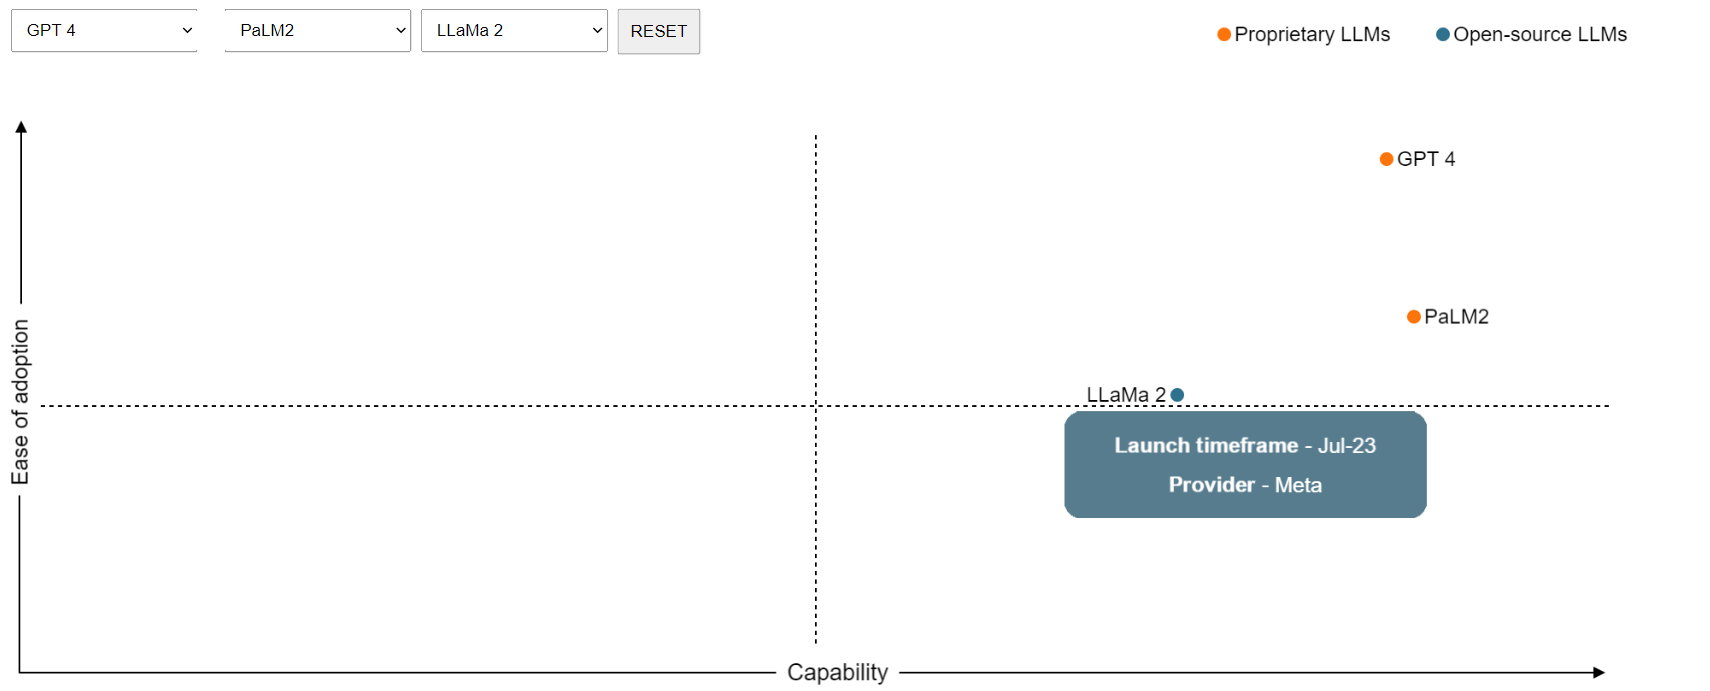 GPT 4
PaLM2
LLaMa 2
RESET
Proprietary LLMs
Open-source LLMs
GPT 4
PaLM2
LLaMa 2
Launch timeframe - Jul-23
Provider - Meta
Ease of adoption
Capability